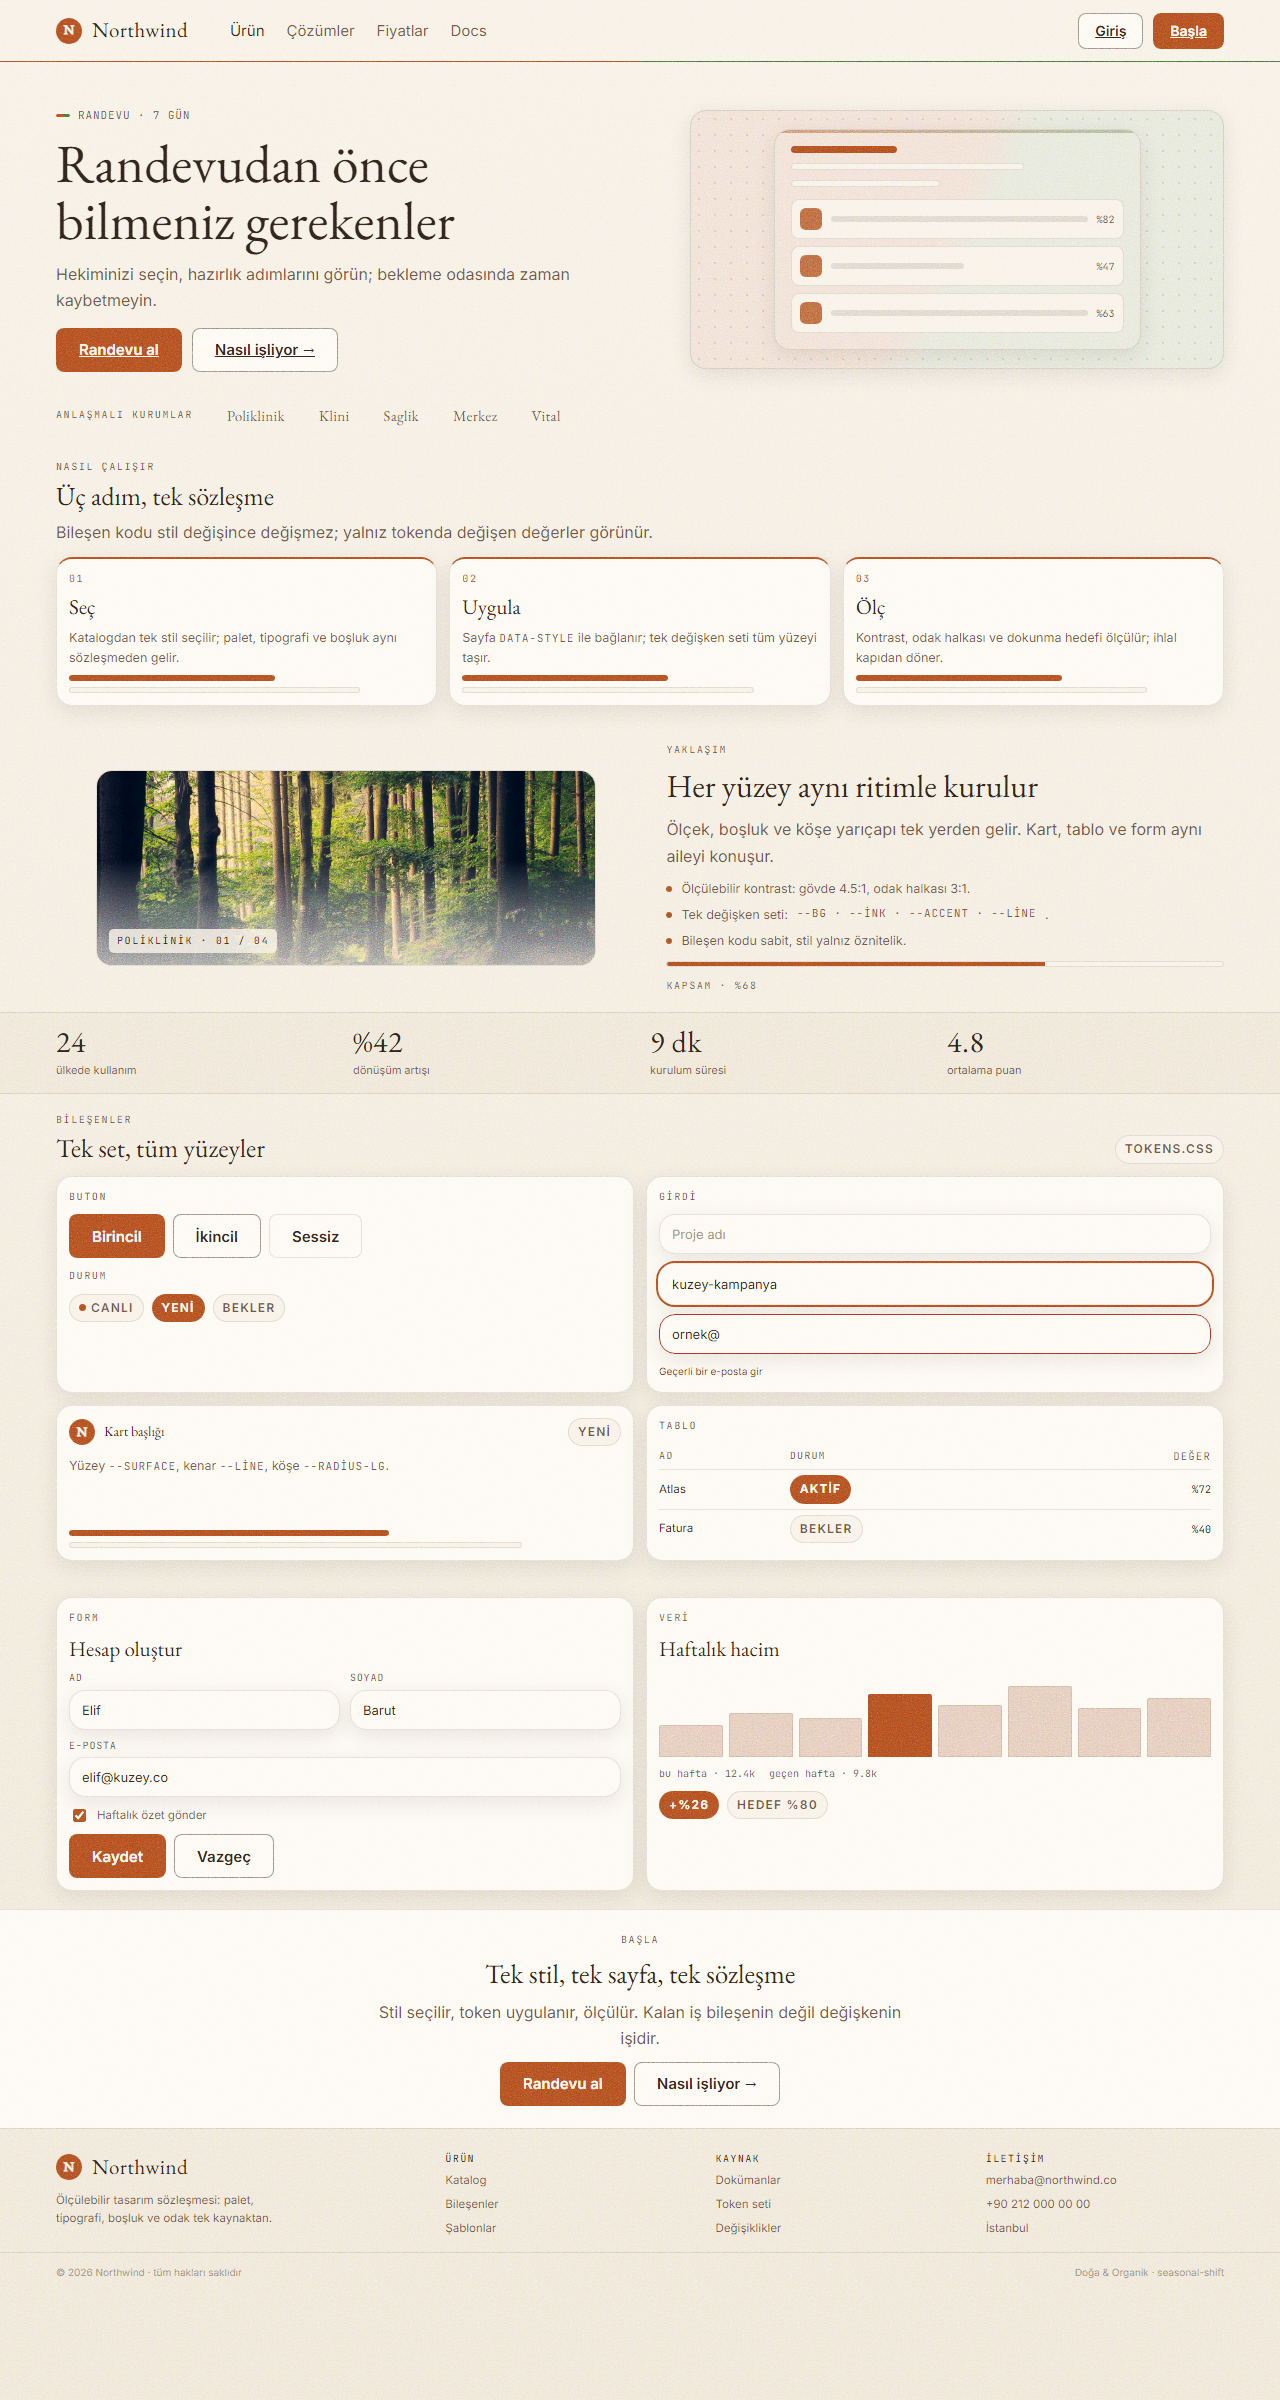 N Northwind Ürün Çözümler Fiyatlar Docs Giriş Başla
RANDEVU · 7 GÜN
Randevudan önce
bilmeniz gerekenler
Hekiminizi seçin, hazırlık adımlarını görün; bekleme odasında zaman
kaybetmeyin.
Randevu al Nasıl işliyor →
%82
%47
%63
ANLAŞMALI KURUMLAR Poliklinik Klini Saglik Merkez Vital
NASIL ÇALIŞIR
Üç adım, tek sözleşme
Bileşen kodu stil değişince değişmez; yalnız tokenda değişen değerler görünür.
01
Seç
Katalogdan tek stil seçilir; palet, tipografi ve boşluk aynı
sözleşmeden gelir.
02
Uygula
Sayfa DATA-STYLE ile bağlanır; tek değişken seti tüm yüzeyi
taşır.
03
Ölç
Kontrast, odak halkası ve dokunma hedefi ölçülür; ihlal
kapıdan döner.
POLİKLİNİK · 01 / 04
YAKLAŞIM
Her yüzey aynı ritimle kurulur
Ölçek, boşluk ve köşe yarıçapı tek yerden gelir. Kart, tablo ve form aynı
aileyi konuşur.
Ölçülebilir kontrast: gövde 4.5:1, odak halkası 3:1.
Tek değişken seti: --BG · --İNK · --ACCENT · --LİNE .
Bileşen kodu sabit, stil yalnız öznitelik.
KAPSAM · %68
24
ülkede kullanım
%42
dönüşüm artışı
9 dk
kurulum süresi
4.8
ortalama puan
BİLEŞENLER
Tek set, tüm yüzeyler
TOKENS.CSS
BUTON
Birincil İkincil Sessiz
DURUM
CANLI YENİ BEKLER
GİRDİ
Proje adı
kuzey-kampanya
ornek@
Geçerli bir e-posta gir
N Kart başlığı YENİ
Yüzey --SURFACE, kenar --LİNE, köşe --RADİUS-LG.
TABLO
AD DURUM DEĞER
Atlas AKTİF %72
Fatura BEKLER %40
FORM
Hesap oluştur
AD SOYAD
Elif Barut
E-POSTA
elif@kuzey.co
Haftalık özet gönder
Kaydet Vazgeç
VERİ
Haftalık hacim
bu hafta · 12.4k geçen hafta · 9.8k
+%26 HEDEF %80
BAŞLA
Tek stil, tek sayfa, tek sözleşme
Stil seçilir, token uygulanır, ölçülür. Kalan iş bileşenin değil değişkenin
işidir.
Randevu al Nasıl işliyor →
N Northwind
Ölçülebilir tasarım sözleşmesi: palet,
tipografi, boşluk ve odak tek kaynaktan.
ÜRÜN
Katalog
Bileşenler
Şablonlar
KAYNAK
Dokümanlar
Token seti
Değişiklikler
İLETİŞİM
merhaba@northwind.co
+90 212 000 00 00
İstanbul
© 2026 Northwind · tüm hakları saklıdır
Doğa & Organik · seasonal-shift